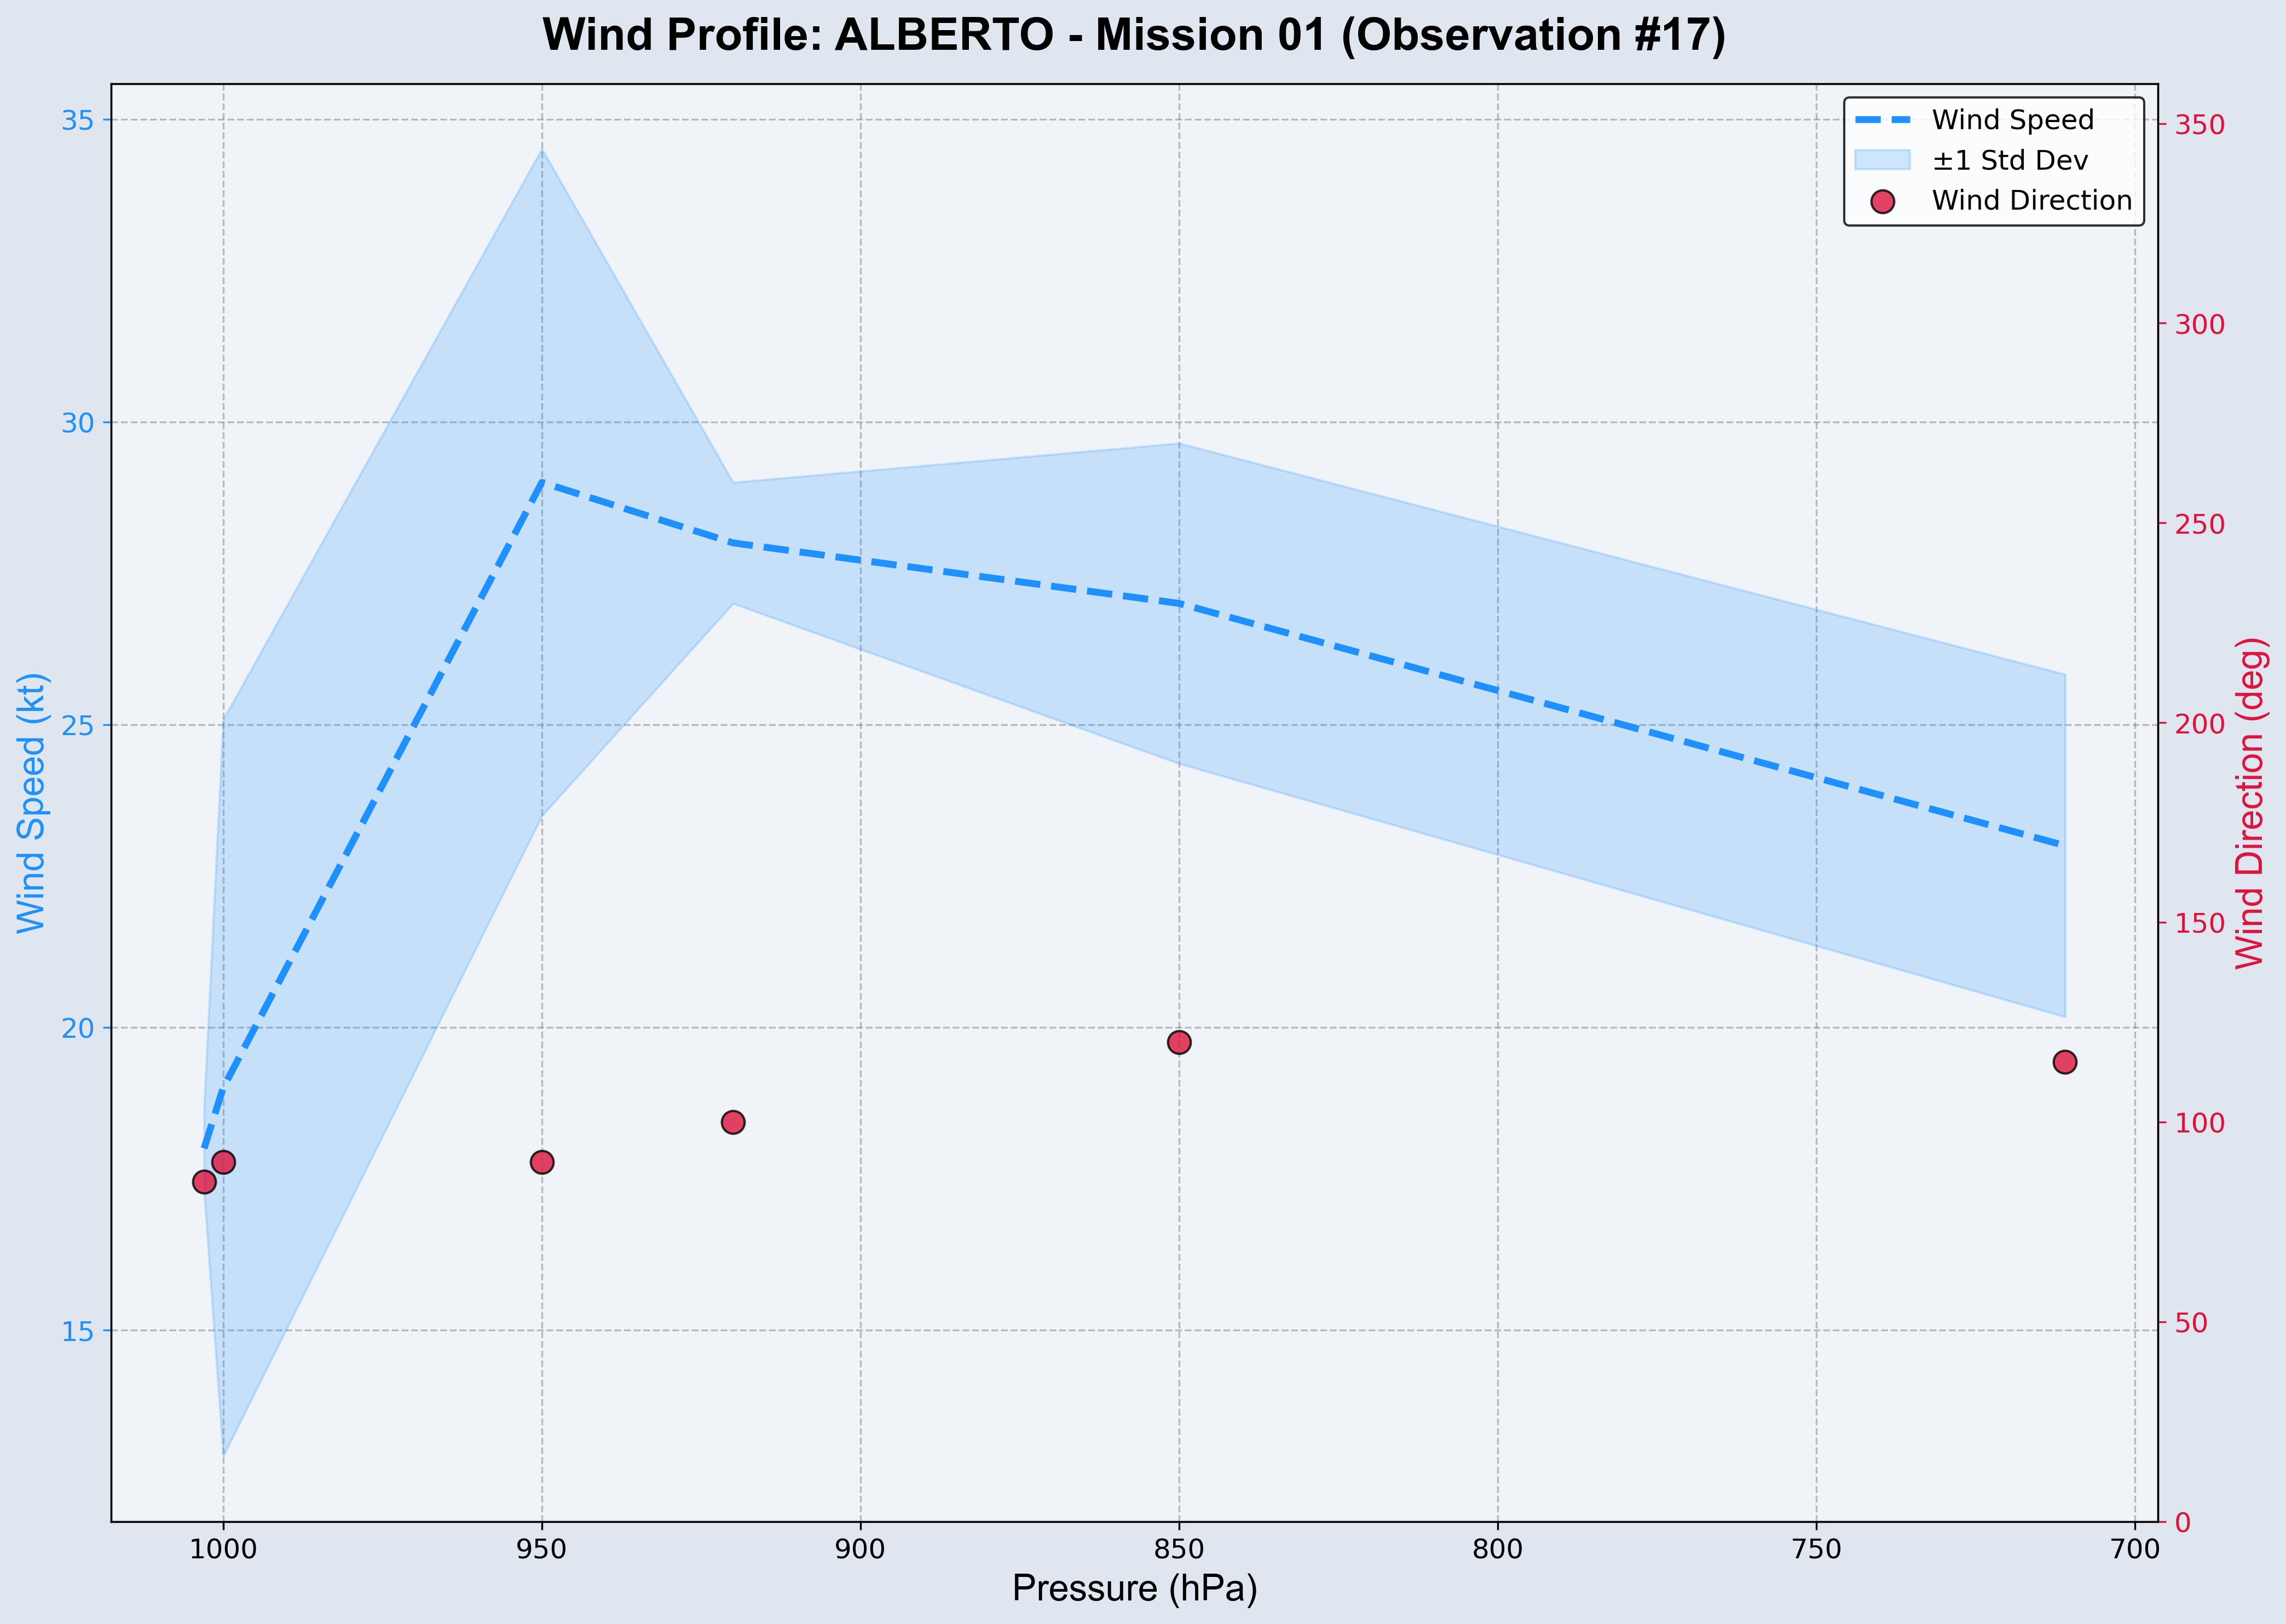 Wind Profile: ALBERTO - Mission 01 (Observation #17)
Wind Speed
±1 Std Dev
Wind Direction
Wind Speed (kt)
35
30
25
20
15
Wind Direction (deg)
350
300
250
200
150
100
50
0
1000 950 900 850 800 750 700
Pressure (hPa)